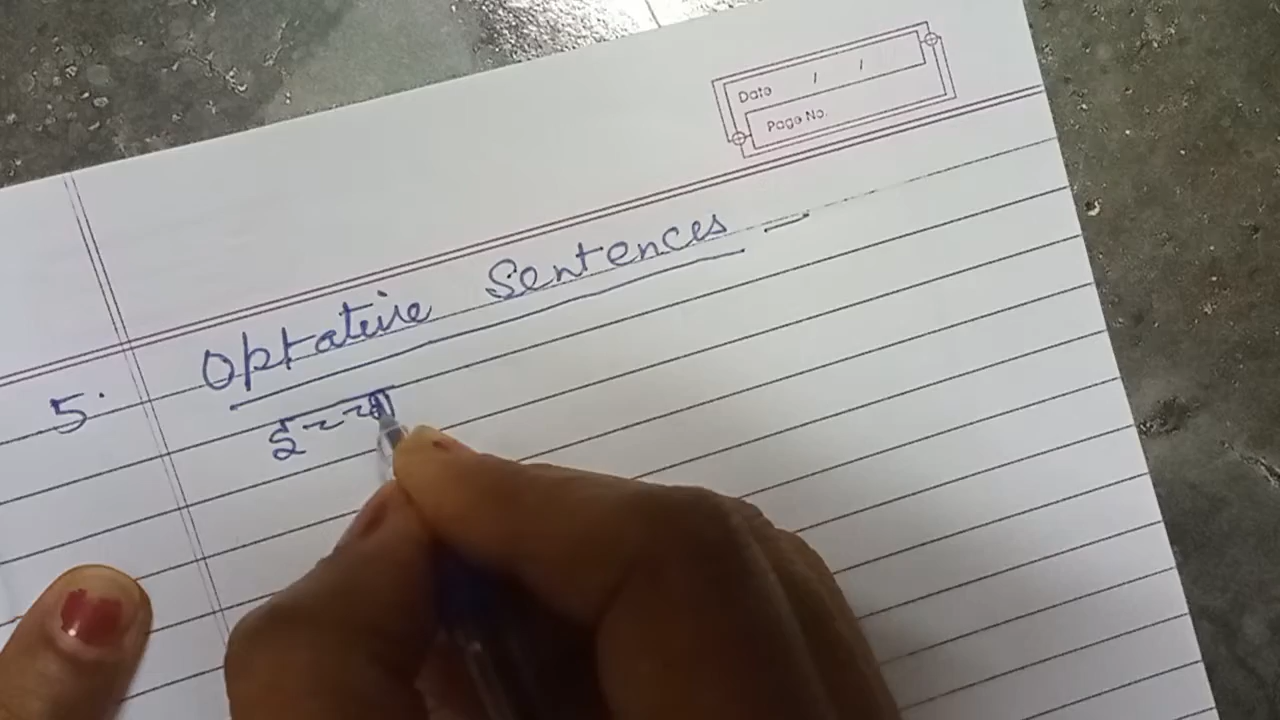 Date / /
Page No.
5. Optative Sentences -